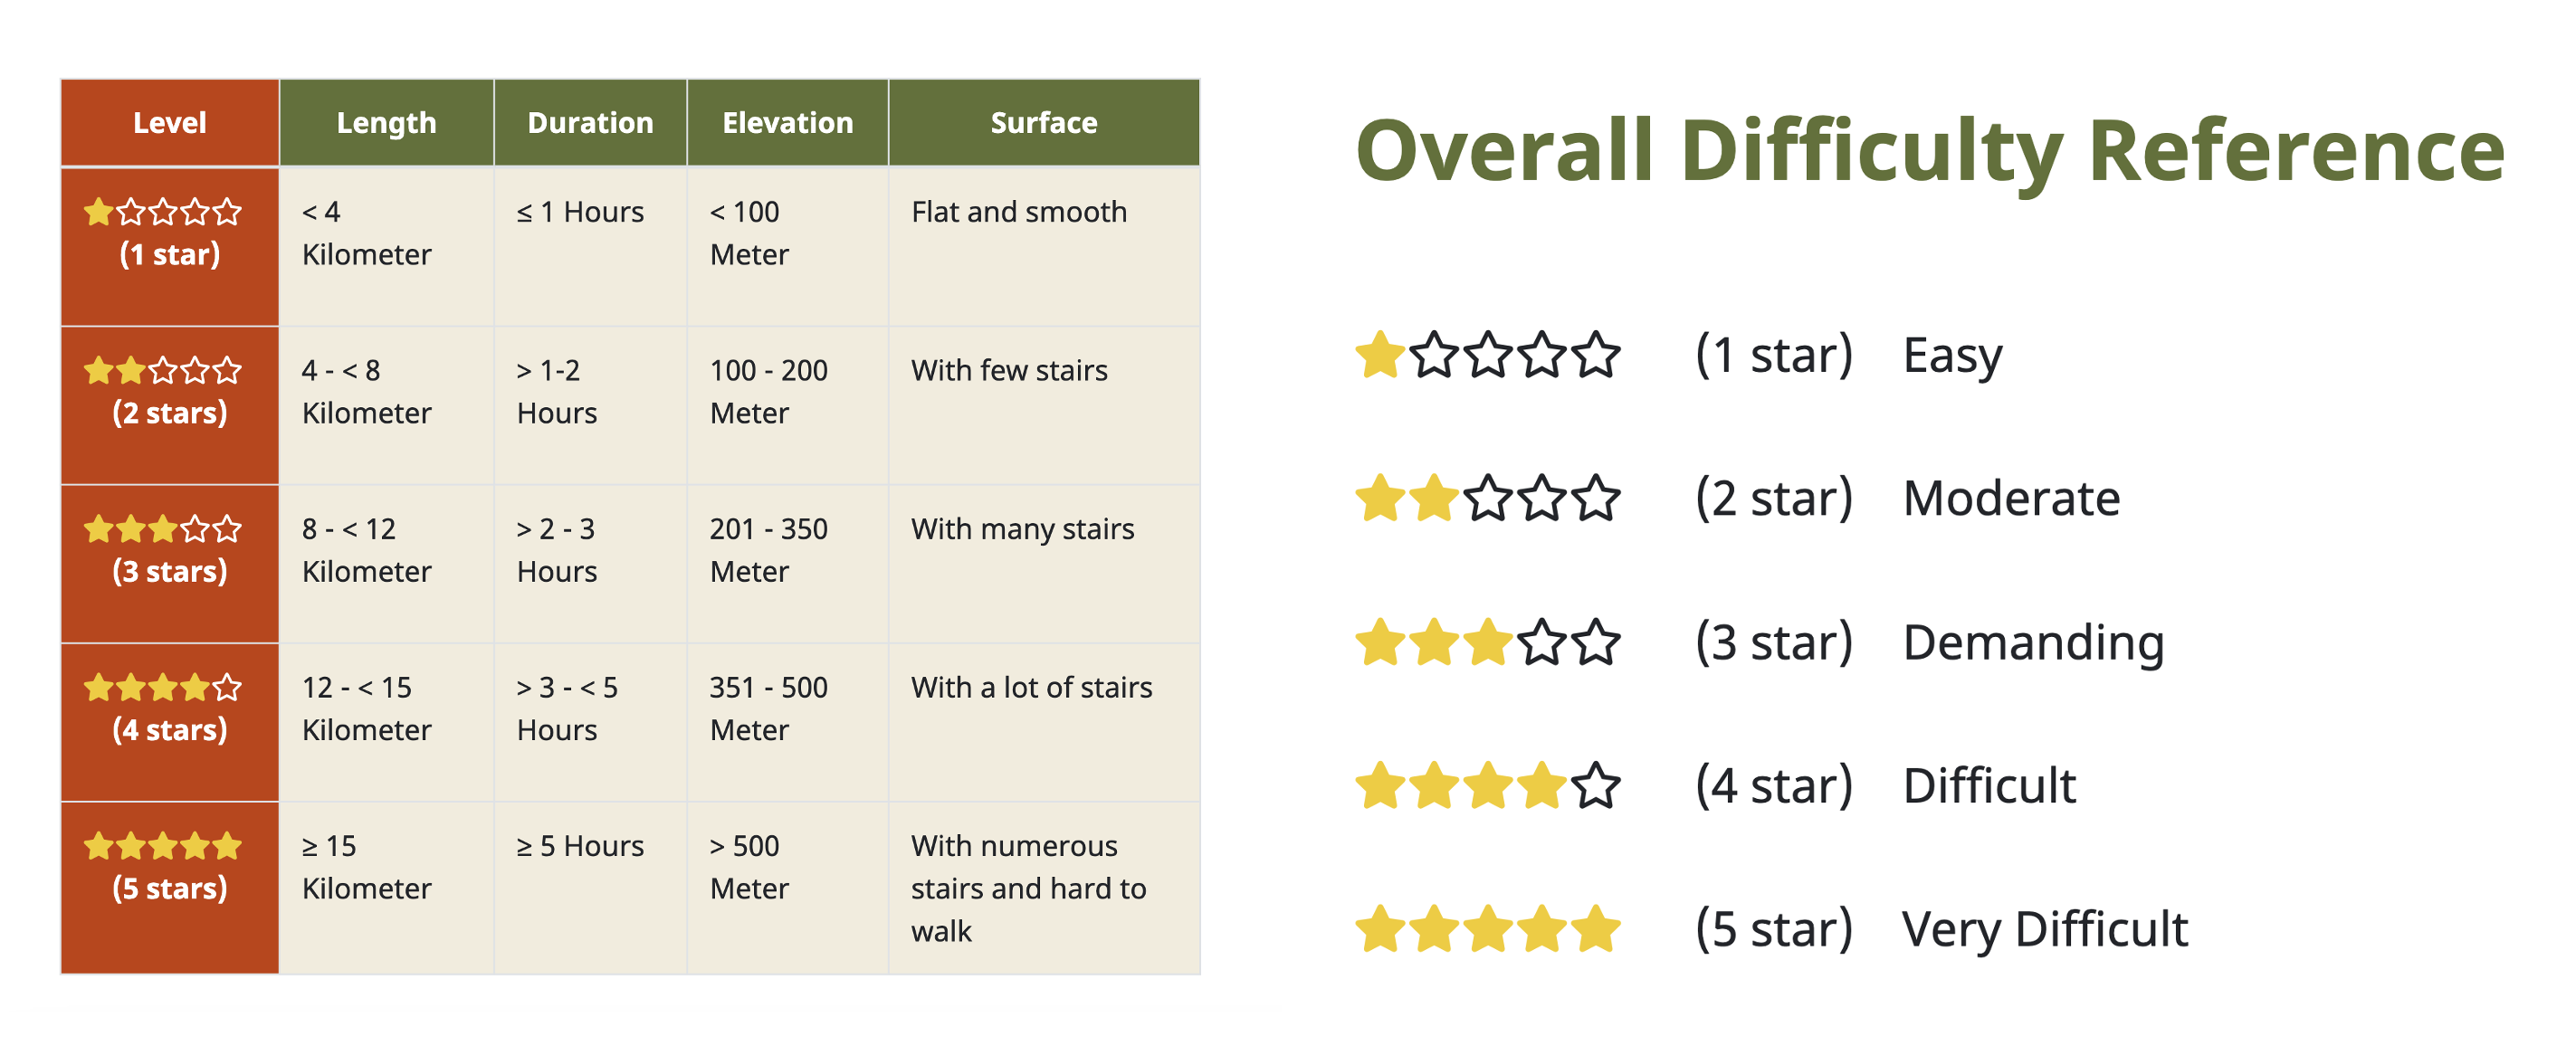 Level Length Duration Elevation Surface
★☆☆☆☆ < 4 ≤ 1 Hours < 100 Flat and smooth
(1 star) Kilometer Meter
★★☆☆☆ 4 - < 8 > 1-2 100 - 200 With few stairs
(2 stars) Kilometer Hours Meter
★★★☆☆ 8 - < 12 > 2 - 3 201 - 350 With many stairs
(3 stars) Kilometer Hours Meter
★★★★☆ 12 - < 15 > 3 - < 5 351 - 500 With a lot of stairs
(4 stars) Kilometer Hours Meter
★★★★★ ≥ 15 ≥ 5 Hours > 500 With numerous
(5 stars) Kilometer Meter stairs and hard to
walk
Overall Difficulty Reference
★☆☆☆☆ (1 star) Easy
★★☆☆☆ (2 star) Moderate
★★★☆☆ (3 star) Demanding
★★★★☆ (4 star) Difficult
★★★★★ (5 star) Very Difficult